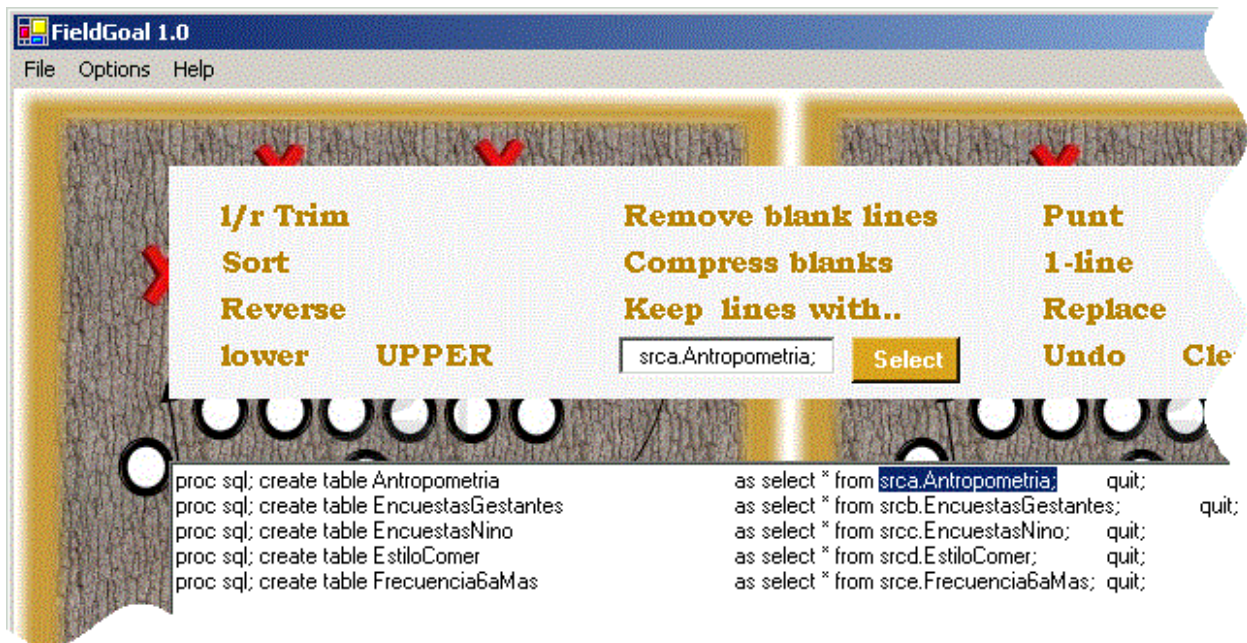 FieldGoal 1.0
File Options Help
l/r Trim Remove blank lines Punt
Sort Compress blanks 1-line
Reverse Keep lines with.. Replace
lower UPPER srca.Antropometria; Select Undo
proc sql; create table Antropometria as select * from srca.Antropometria; quit;
proc sql; create table EncuestasGestantes as select * from srcb.EncuestasGestantes; quit;
proc sql; create table EncuestasNino as select * from srcc.EncuestasNino; quit;
proc sql; create table EstiloComer as select * from srcd.EstiloComer; quit;
proc sql; create table Frecuencia6aMas as select * from srce.Frecuencia6aMas; quit;